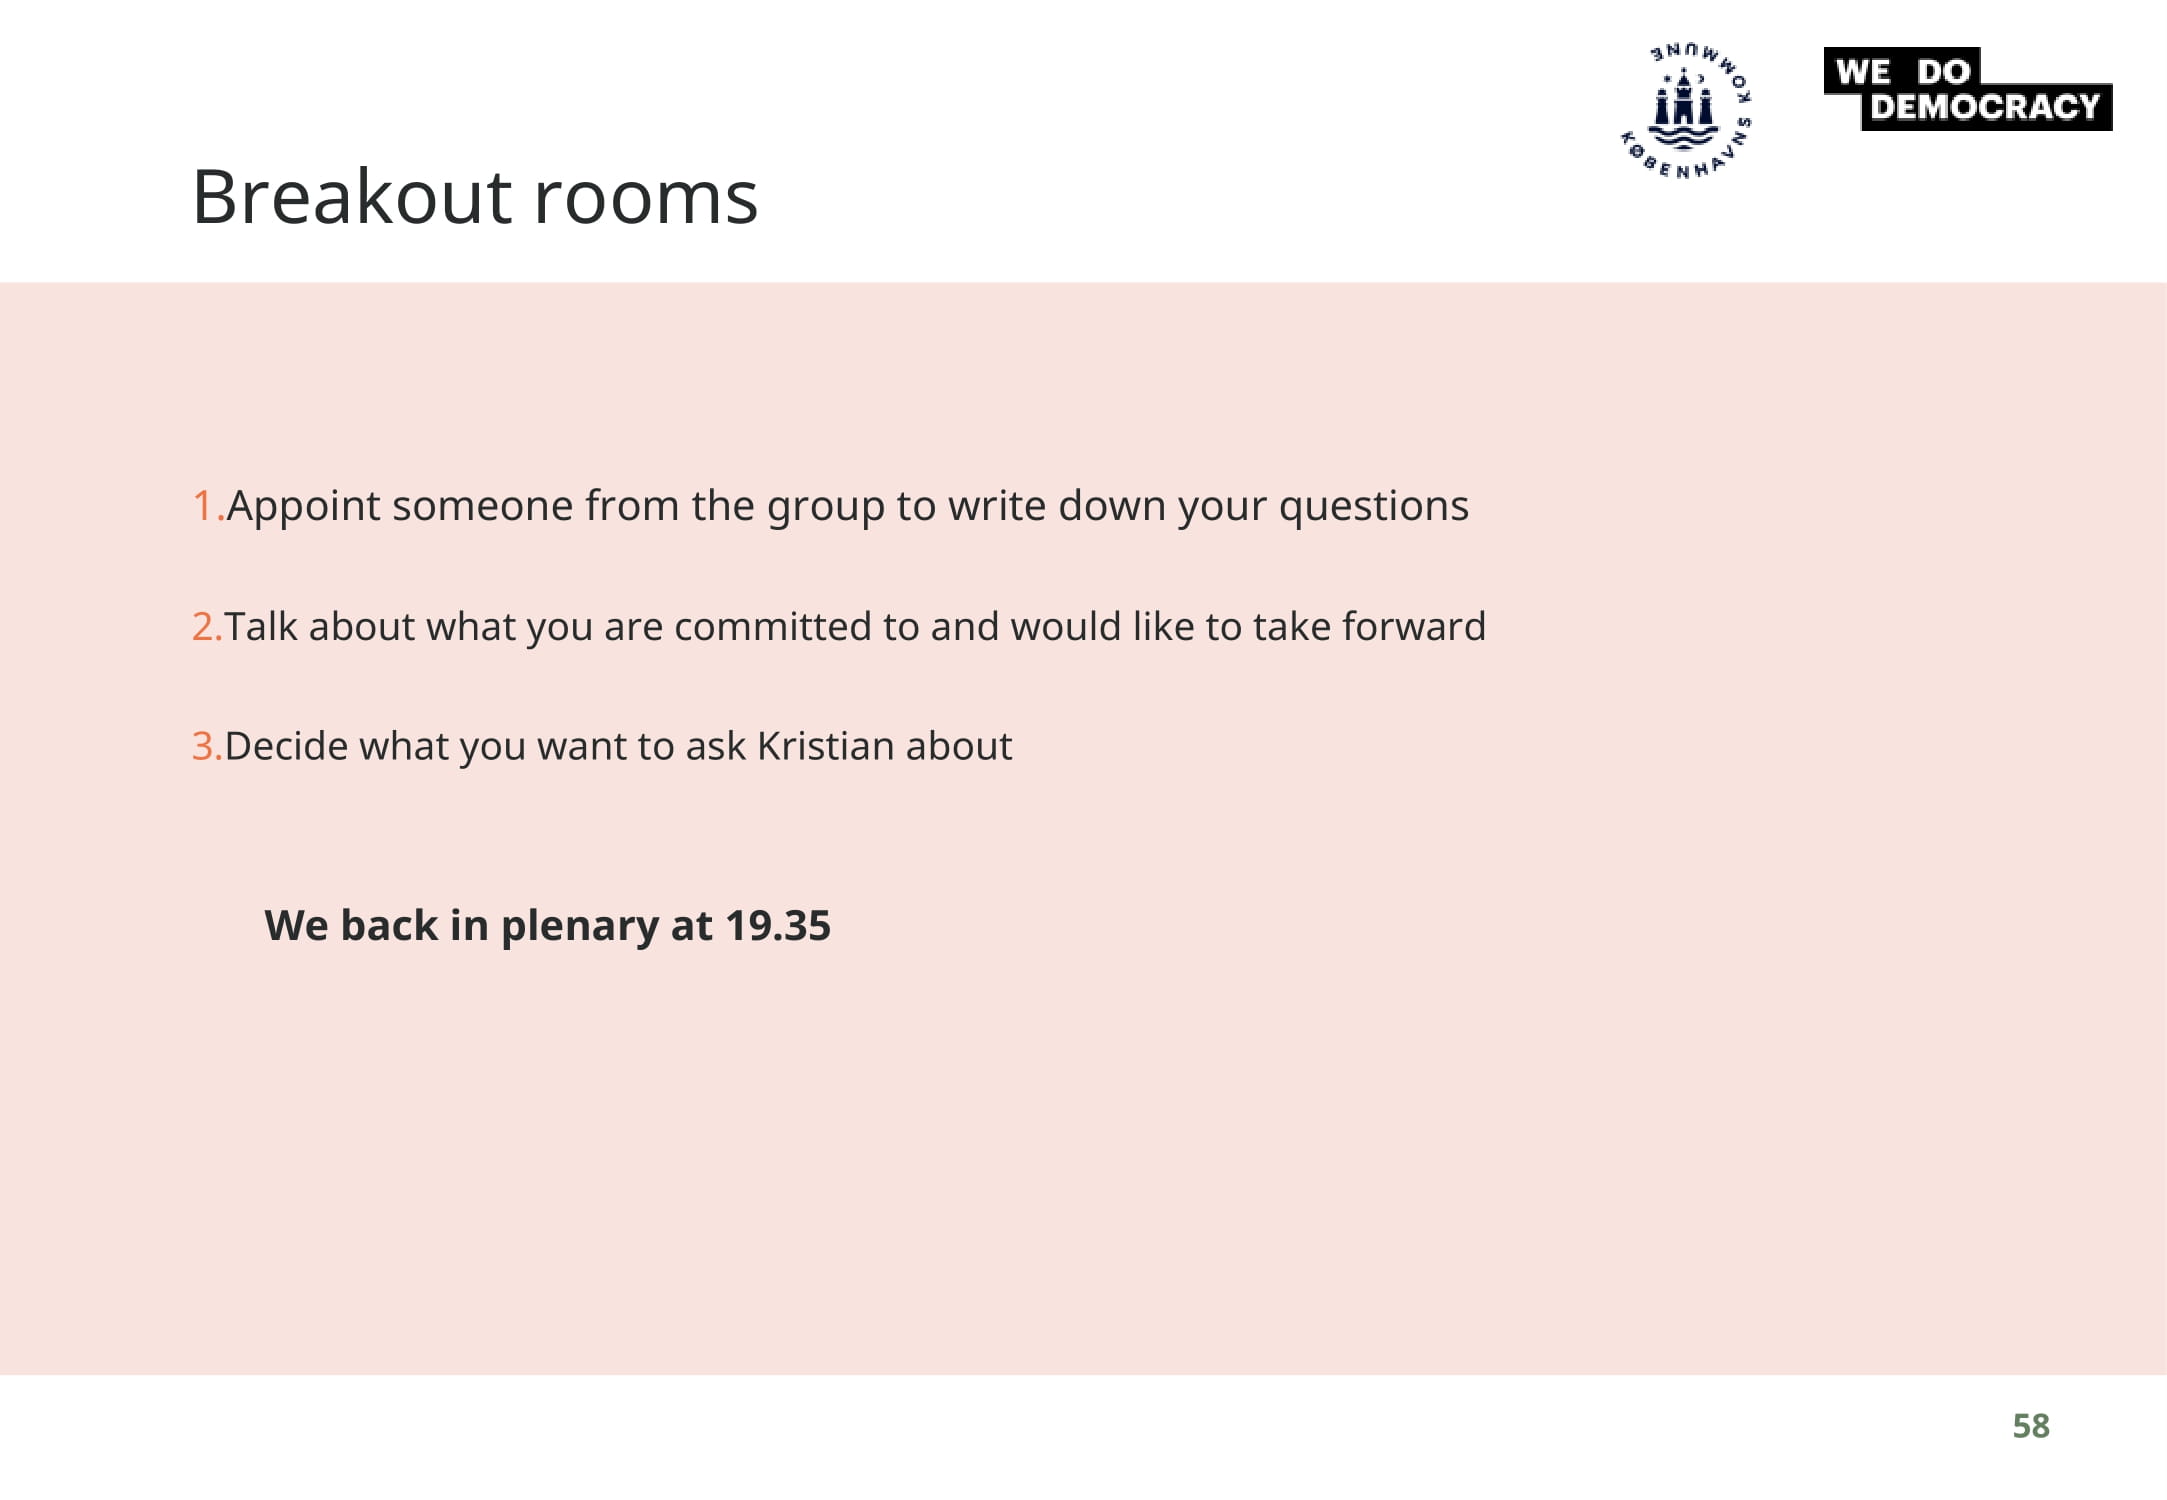 KØBENHAVNS KOMMUNE
WE DO
DEMOCRACY
Breakout rooms
1.Appoint someone from the group to write down your questions
2.Talk about what you are committed to and would like to take forward
3.Decide what you want to ask Kristian about
We back in plenary at 19.35
58